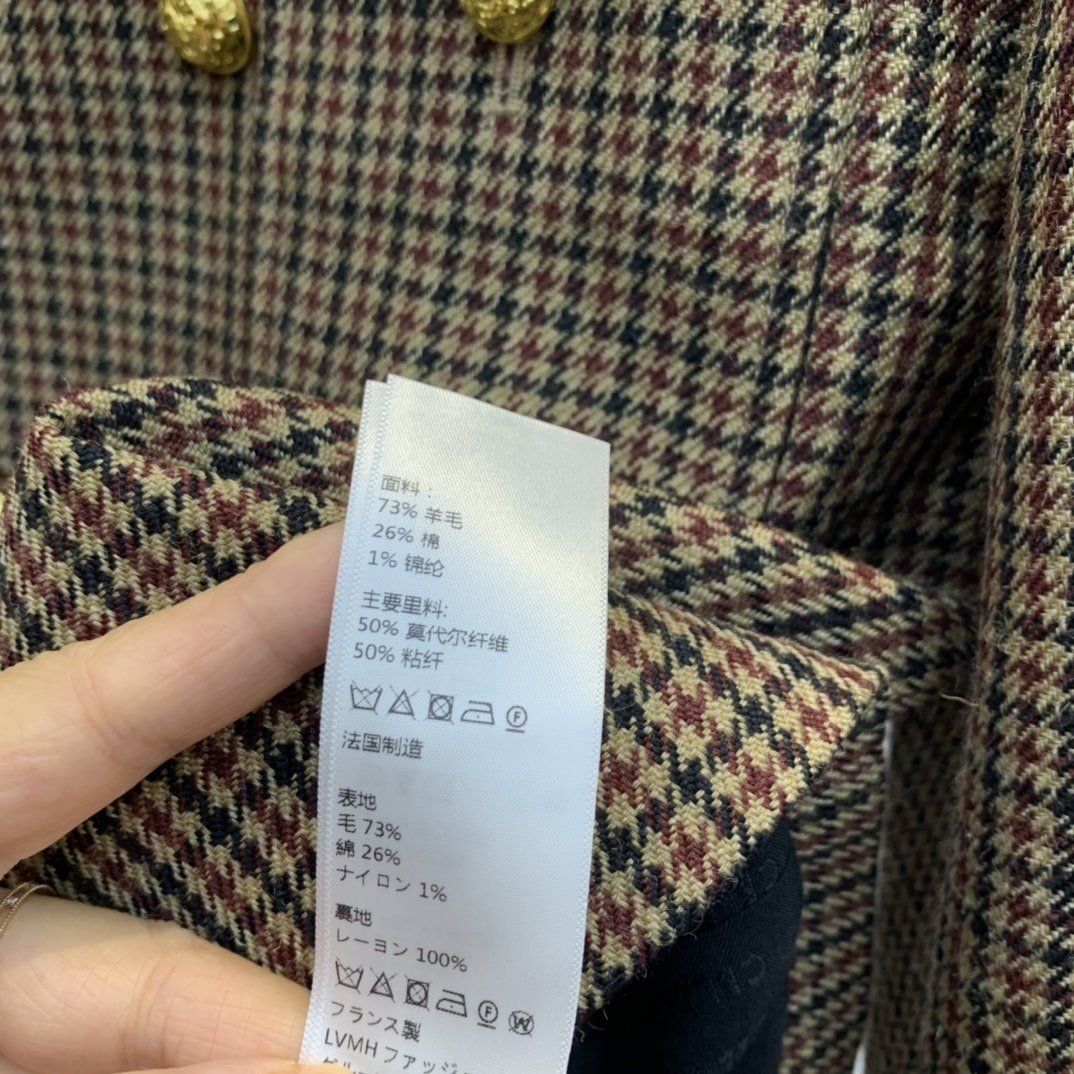 面料：
73% 羊毛
26% 棉
1% 锦纶
主要里料:
50% 莫代尔纤维
50% 粘纤
F
法国制造
表地
毛 73%
綿 26%
ナイロン 1%
裏地
レーヨン 100%
F W
フランス製
LVMH ファッジ